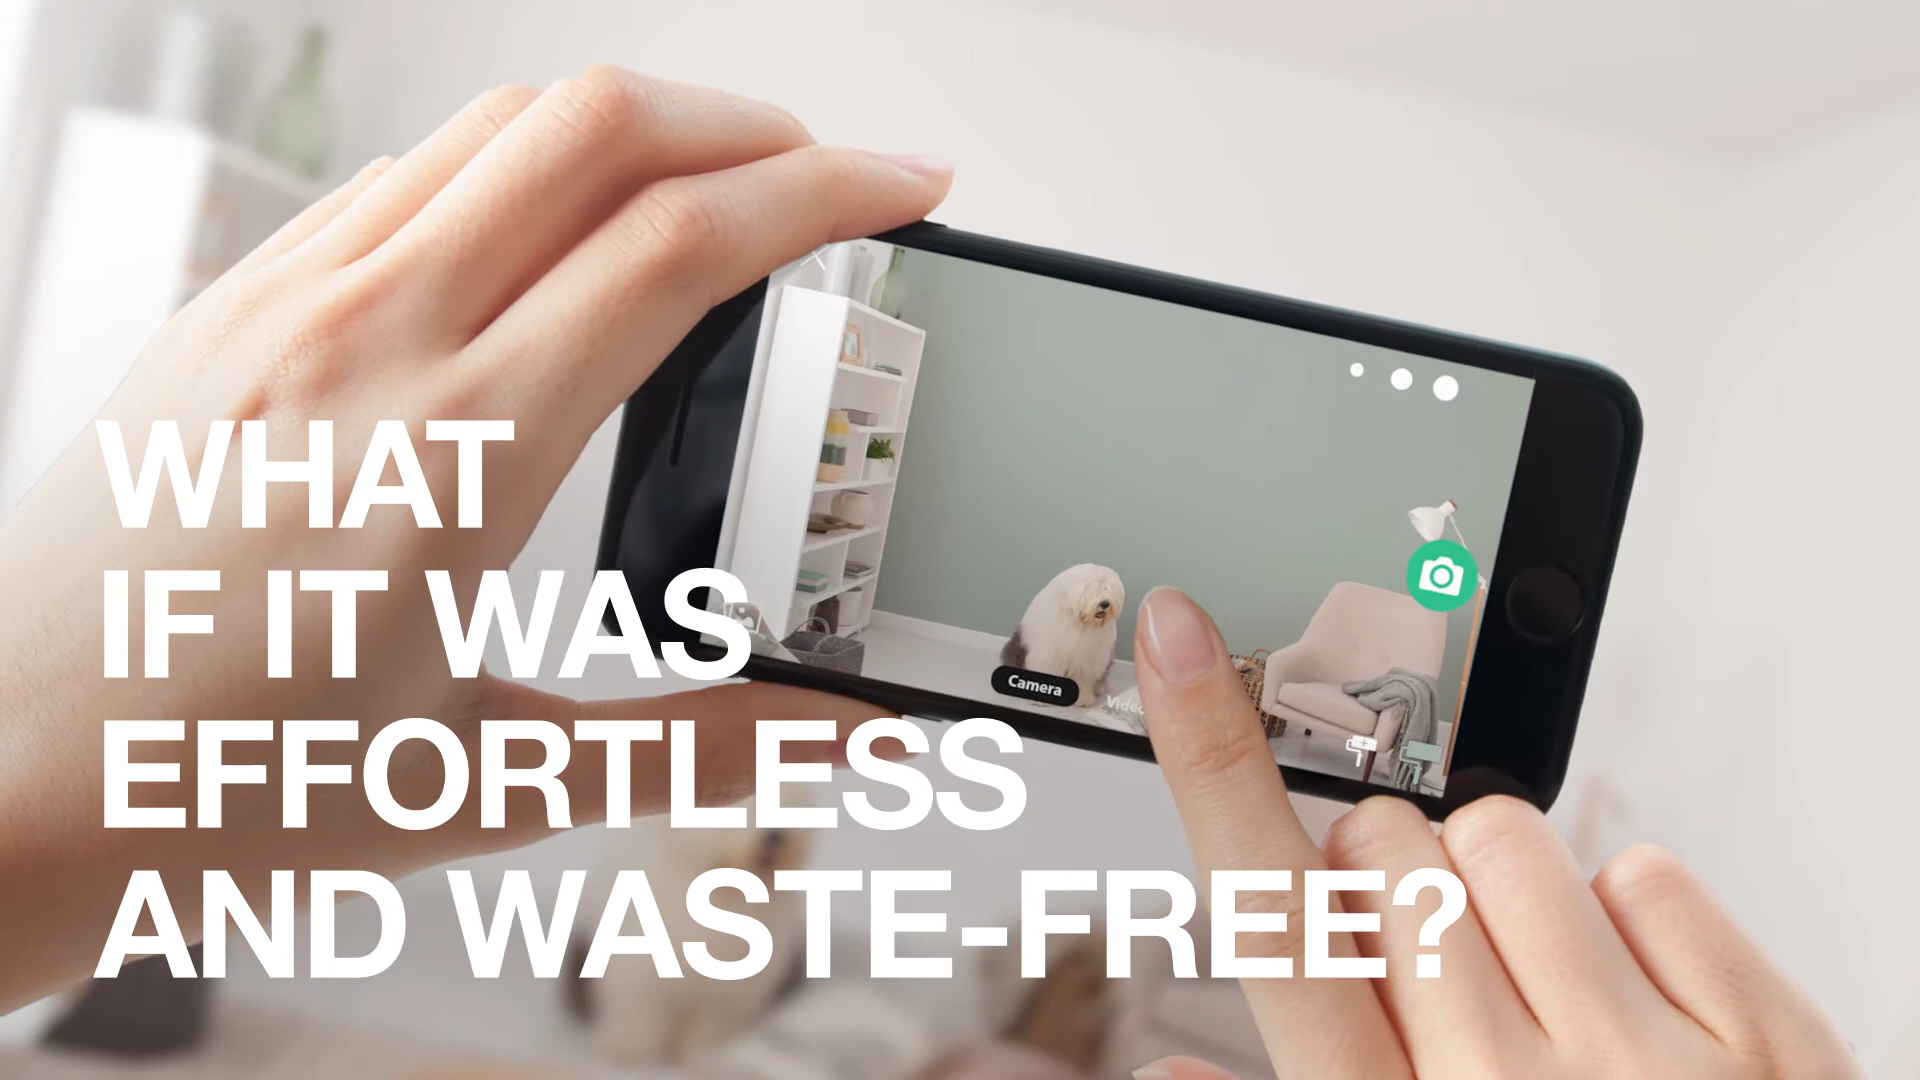 WHAT
IF IT WAS
EFFORTLESS
AND WASTE-FREE?
Camera